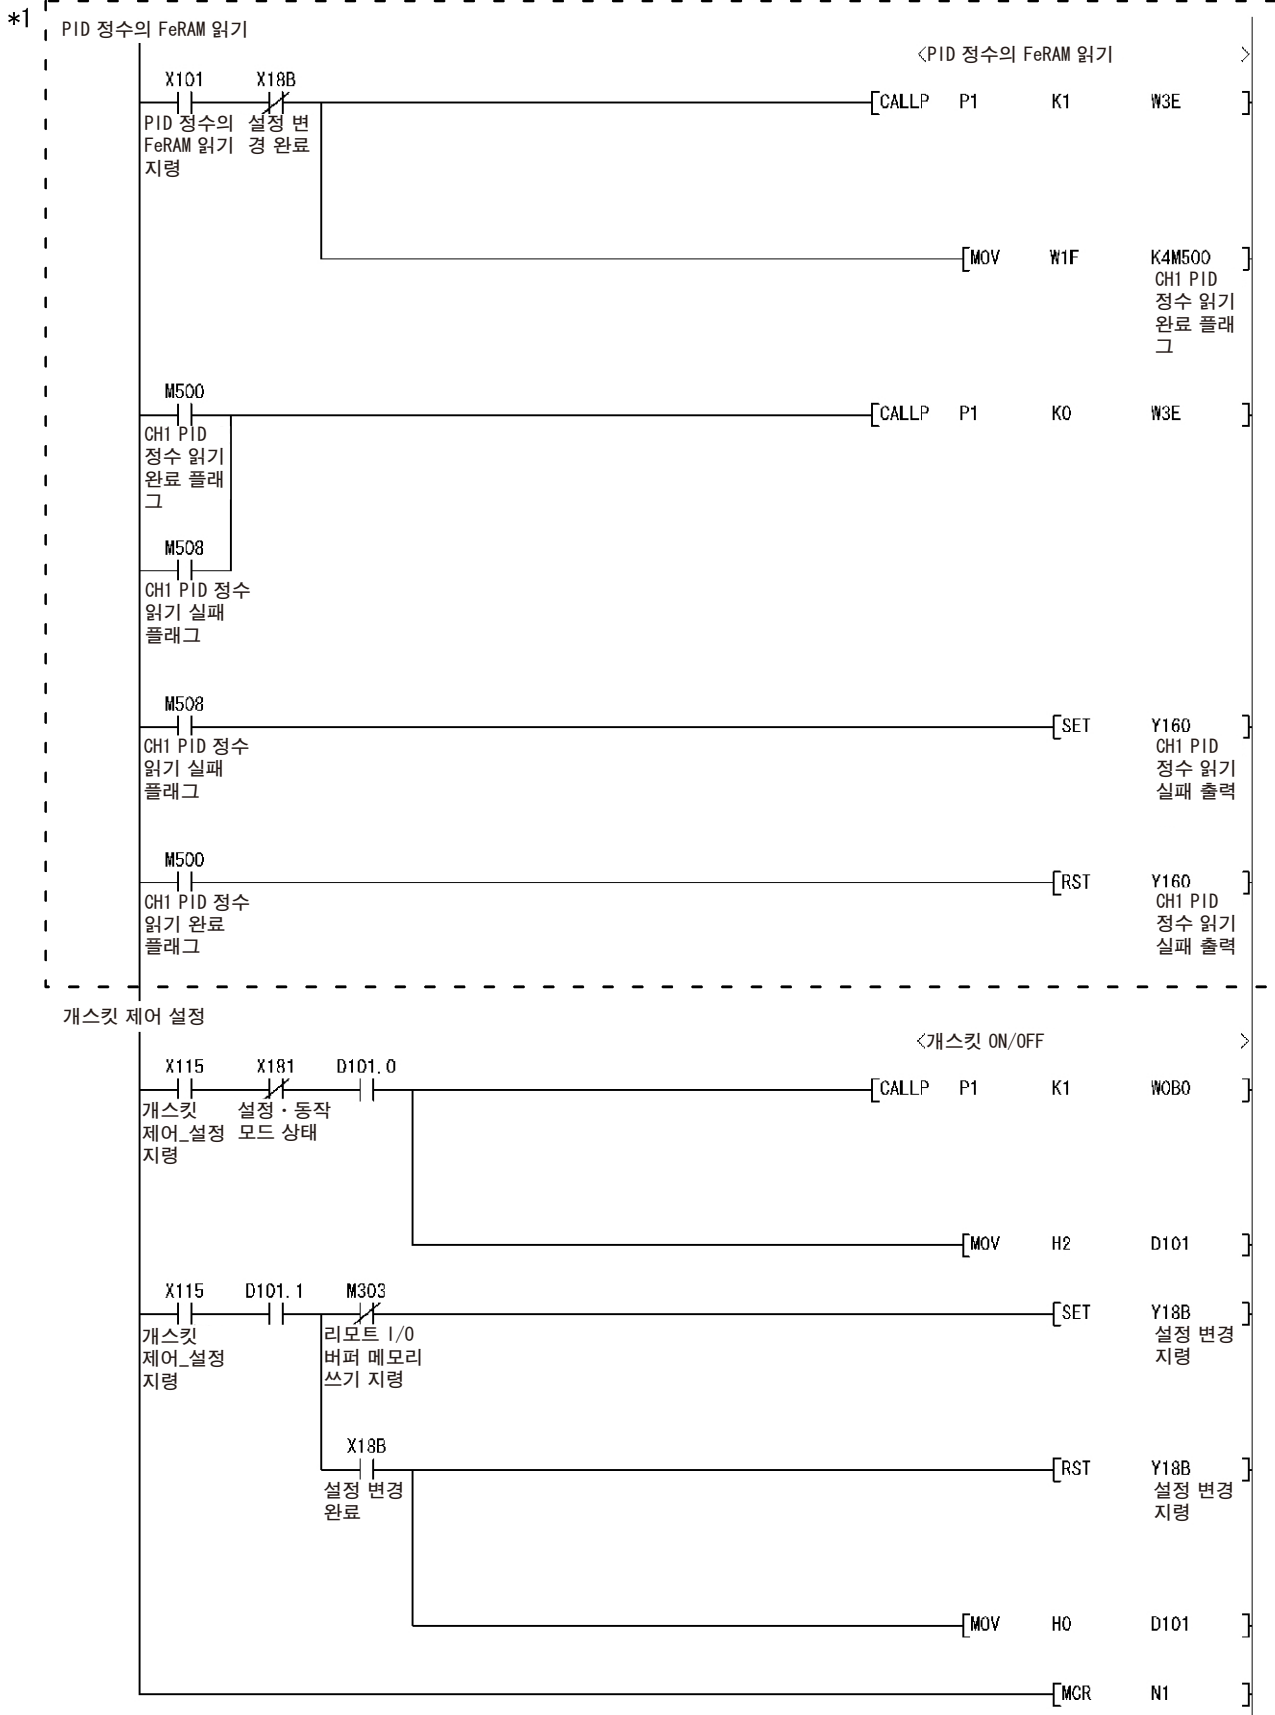 *1
PID 정수의 FeRAM 읽기
<PID 정수의 FeRAM 읽기 >
X101 X18B
[CALLP P1 K1 W3E ]
PID 정수의 설정 변
FeRAM 읽기 경 완료
지령
[MOV W1F K4M500 ]
CH1 PID
정수 읽기
완료 플래
그
M500
[CALLP P1 K0 W3E ]
CH1 PID
정수 읽기
완료 플래
그
M508
CH1 PID 정수
읽기 실패
플래그
M508
[SET Y160 ]
CH1 PID 정수 CH1 PID
읽기 실패 정수 읽기
플래그 실패 출력
M500
[RST Y160 ]
CH1 PID 정수 CH1 PID
읽기 완료 정수 읽기
플래그 실패 출력
개스킷 제어 설정
<개스킷 ON/OFF >
X115 X181 D101.0
[CALLP P1 K1 W0B0 ]
개스킷 설정・동작
제어_설정 모드 상태
지령
[MOV H2 D101 ]
X115 D101.1 M303
[SET Y18B ]
개스킷 리모트 I/O 설정 변경
제어_설정 버퍼 메모리 지령
지령 쓰기 지령
X18B
[RST Y18B ]
설정 변경 설정 변경
완료 지령
[MOV H0 D101 ]
[MCR N1 ]